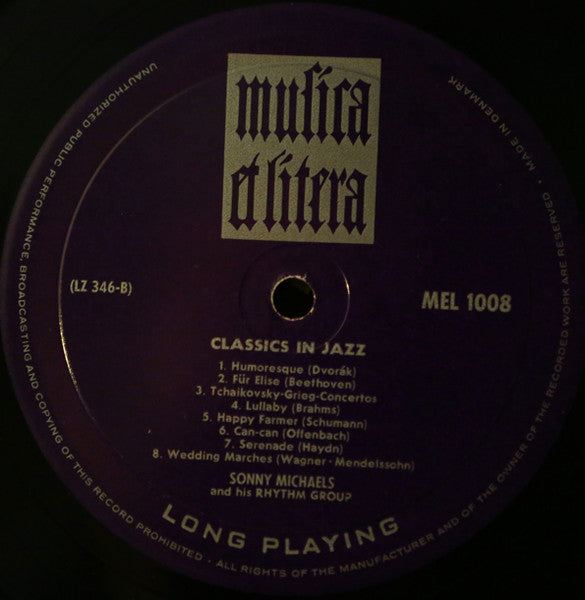 muſica
et litera
(LZ 346-B)
MEL 1008
CLASSICS IN JAZZ
1. Humoresque (Dvorák)
2. Für Elise (Beethoven)
3. Tchaikovsky-Grieg-Concertos
4. Lullaby (Brahms)
5. Happy Farmer (Schumann)
6. Can-can (Offenbach)
7. Serenade (Haydn)
8. Wedding Marches (Wagner · Mendelssohn)
SONNY MICHAELS
and his RHYTHM GROUP
LONG PLAYING
UNAUTHORIZED PUBLIC PERFORMANCE, BROADCASTING AND COPYING OF THIS RECORD PROHIBITED · ALL RIGHTS OF THE MANUFACTURER AND OF THE OWNER OF THE RECORDED WORK ARE RESERVED · MADE IN DENMARK